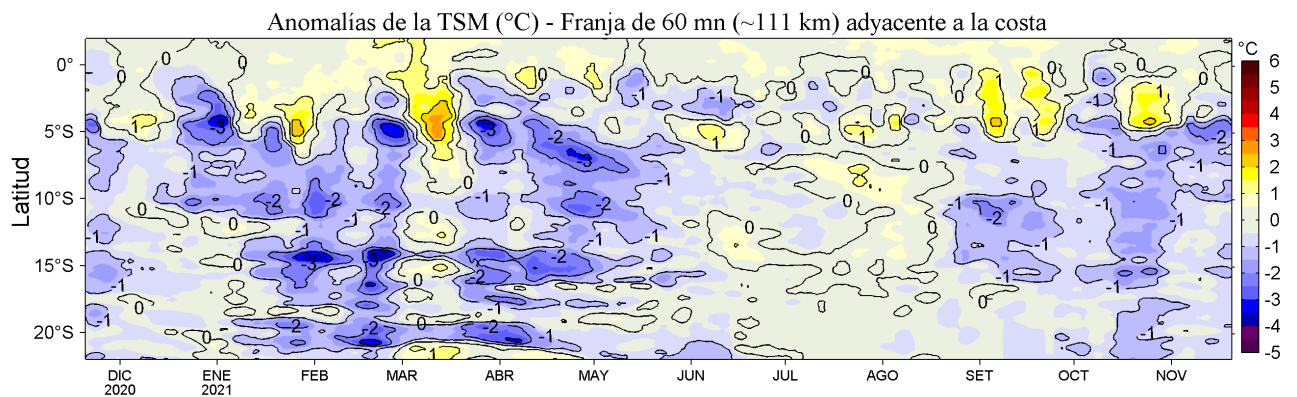 Anomalías de la TSM (°C) - Franja de 60 mn (~111 km) adyacente a la costa
°C
6
5
4
3
2
1
0
-1
-2
-3
-4
-5
Latitud
0°
5°S
10°S
15°S
20°S
DIC ENE FEB MAR ABR MAY JUN JUL AGO SET OCT NOV
2020 2021